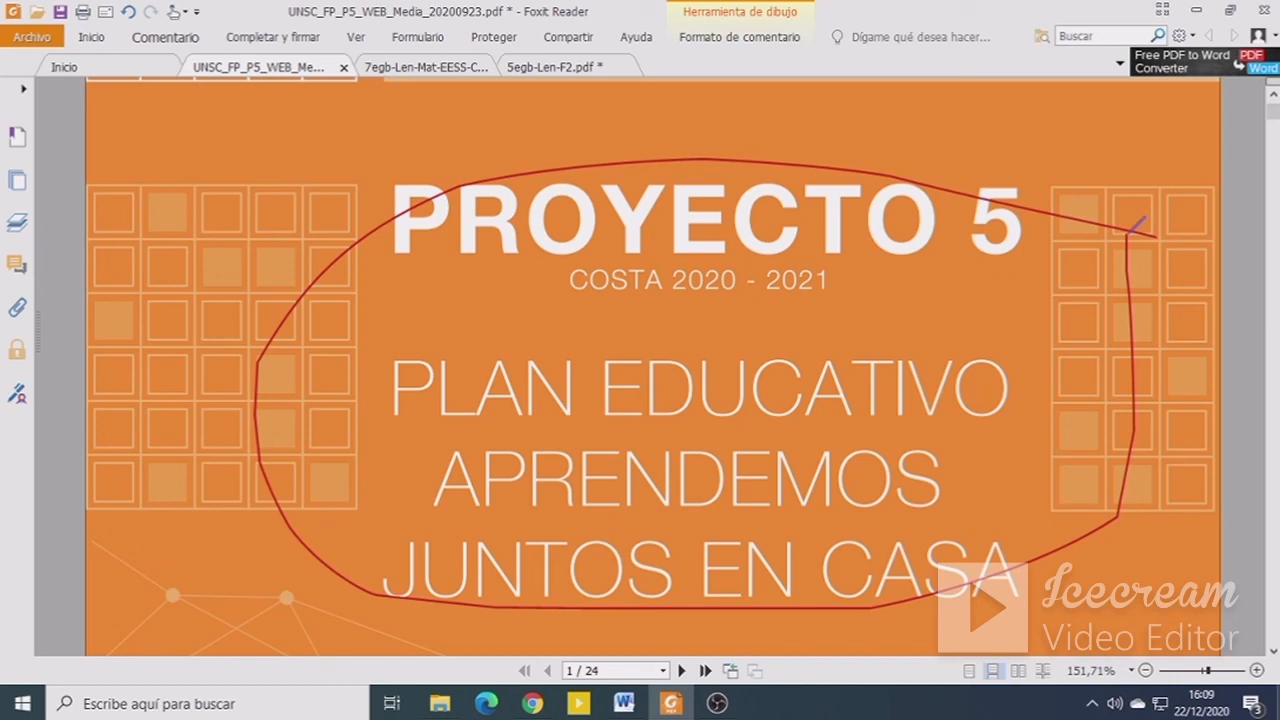 UNSC_FP_P5_WEB_Media_20200923.pdf * - Foxit Reader
Herramienta de dibujo
Archivo Inicio Comentario Completar y firmar Ver Formulario Proteger Compartir Ayuda Formato de comentario Dígame qué desea hacer... Buscar
Inicio UNSC_FP_P5_WEB_Me... 7egb-Len-Mat-EESS-C... 5egb-Len-F2.pdf *
Free PDF to Word PDF
Converter Word
PROYECTO 5
COSTA 2020 - 2021
PLAN EDUCATIVO
APRENDEMOS
JUNTOS EN CASA
Icecream
Video Editor
1 / 24
151,71%
Escribe aquí para buscar
16:09
22/12/2020
3